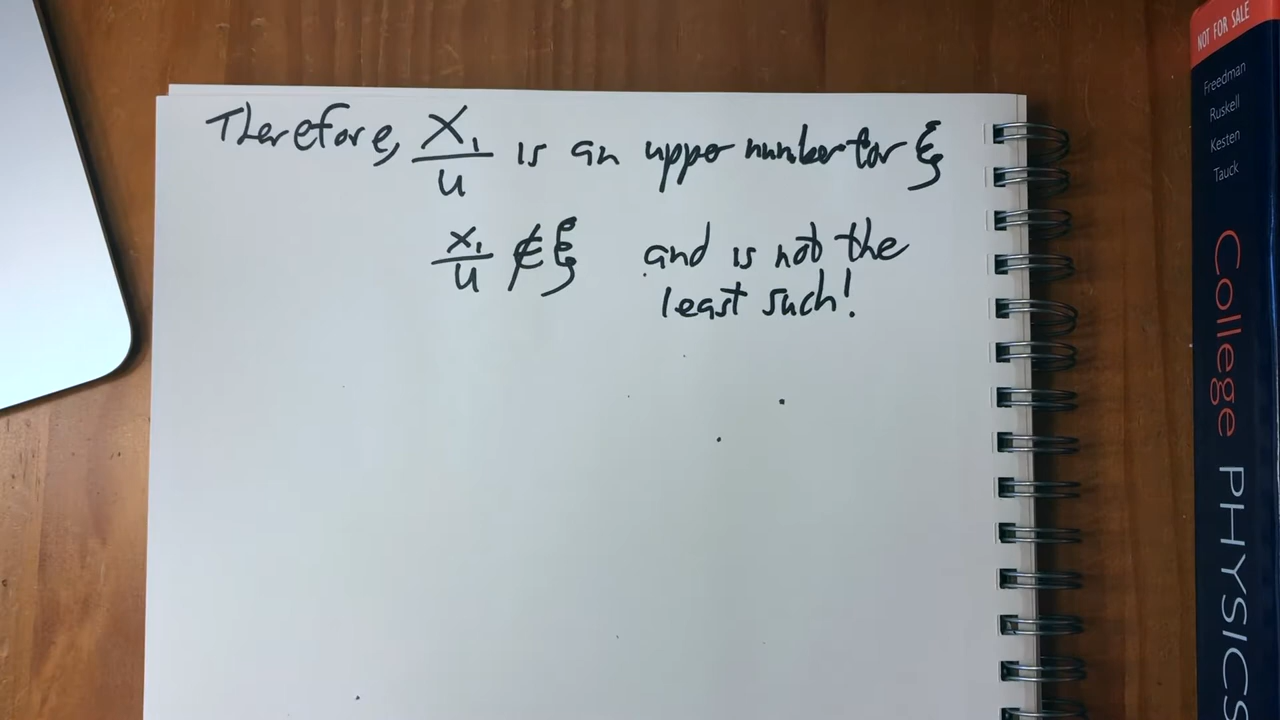 Therefore, X₁/u is an upper number for ξ
x₁/u ∉ ξ and is not the
least such!
NOT FOR SALE
Freedman
Ruskell
Kesten
Tauck
College PHYSICS